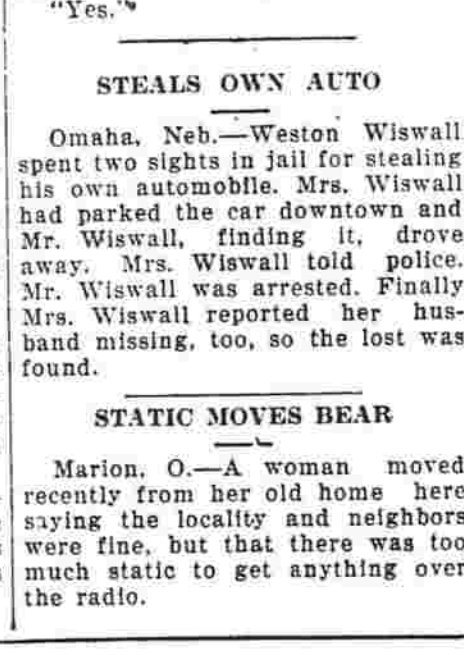 "Yes."
STEALS OWN AUTO
Omaha, Neb.—Weston Wiswall
spent two sights in jail for stealing
his own automobile. Mrs. Wiswall
had parked the car downtown and
Mr. Wiswall, finding it, drove
away. Mrs. Wiswall told police.
Mr. Wiswall was arrested. Finally
Mrs. Wiswall reported her hus-
band missing, too, so the lost was
found.
STATIC MOVES BEAR
Marion, O.—A woman moved
recently from her old home here
saying the locality and neighbors
were fine, but that there was too
much static to get anything over
the radio.